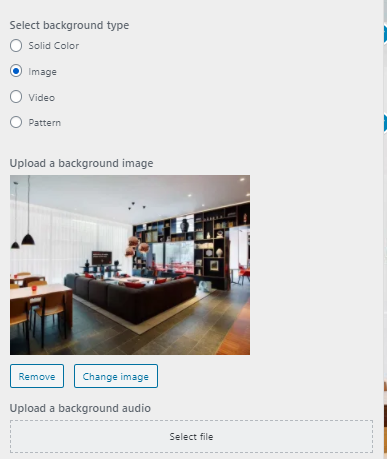 Select background type
Solid Color
Image
Video
Pattern
Upload a background image
Remove
Change image
Upload a background audio
Select file